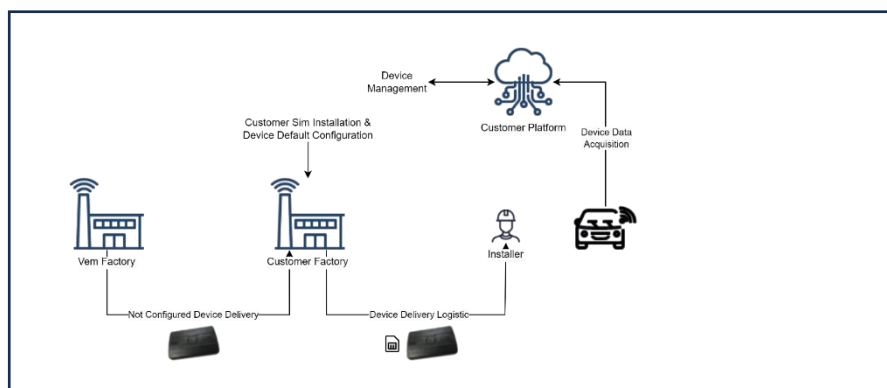 Device
Management
Customer Platform
Customer Sim Installation &
Device Default Configuration
Device Data
Acquisition
Vem Factory
Customer Factory
Installer
Not Configured Device Delivery
Device Delivery Logistic